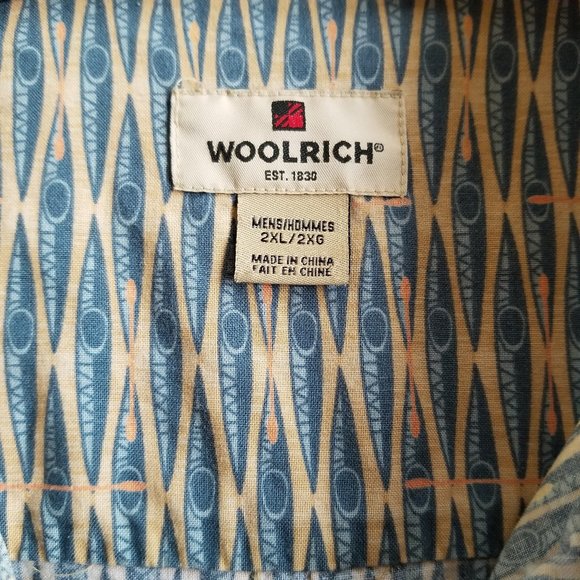 WOOLRICH®
EST. 1830
MENS/HOMMES
2XL/2XG
MADE IN CHINA
FAIT EN CHINE